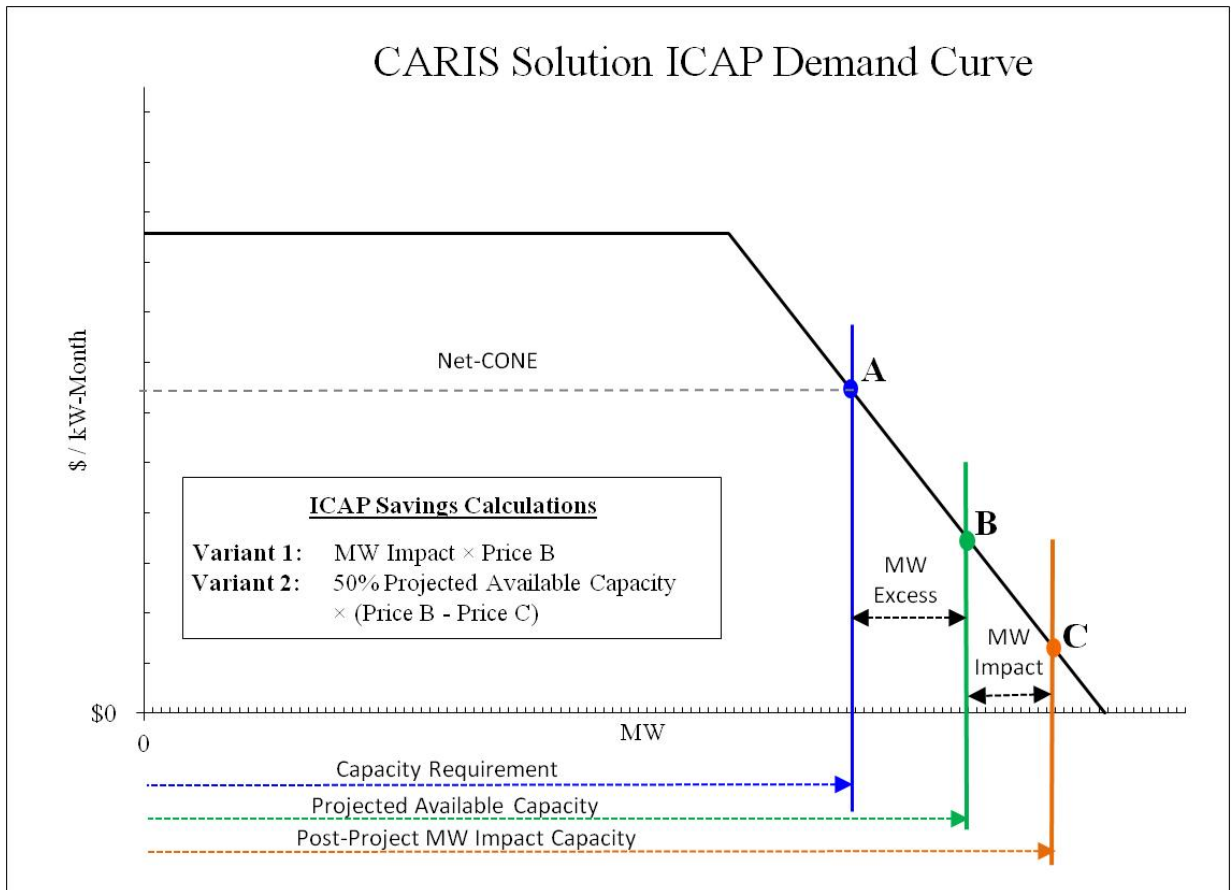 CARIS Solution ICAP Demand Curve
$ / kW-Month
Net-CONE
A
ICAP Savings Calculations
Variant 1: MW Impact × Price B
Variant 2: 50% Projected Available Capacity
× (Price B - Price C)
B
MW
Excess
MW
Impact
C
$0
0
MW
Capacity Requirement
Projected Available Capacity
Post-Project MW Impact Capacity